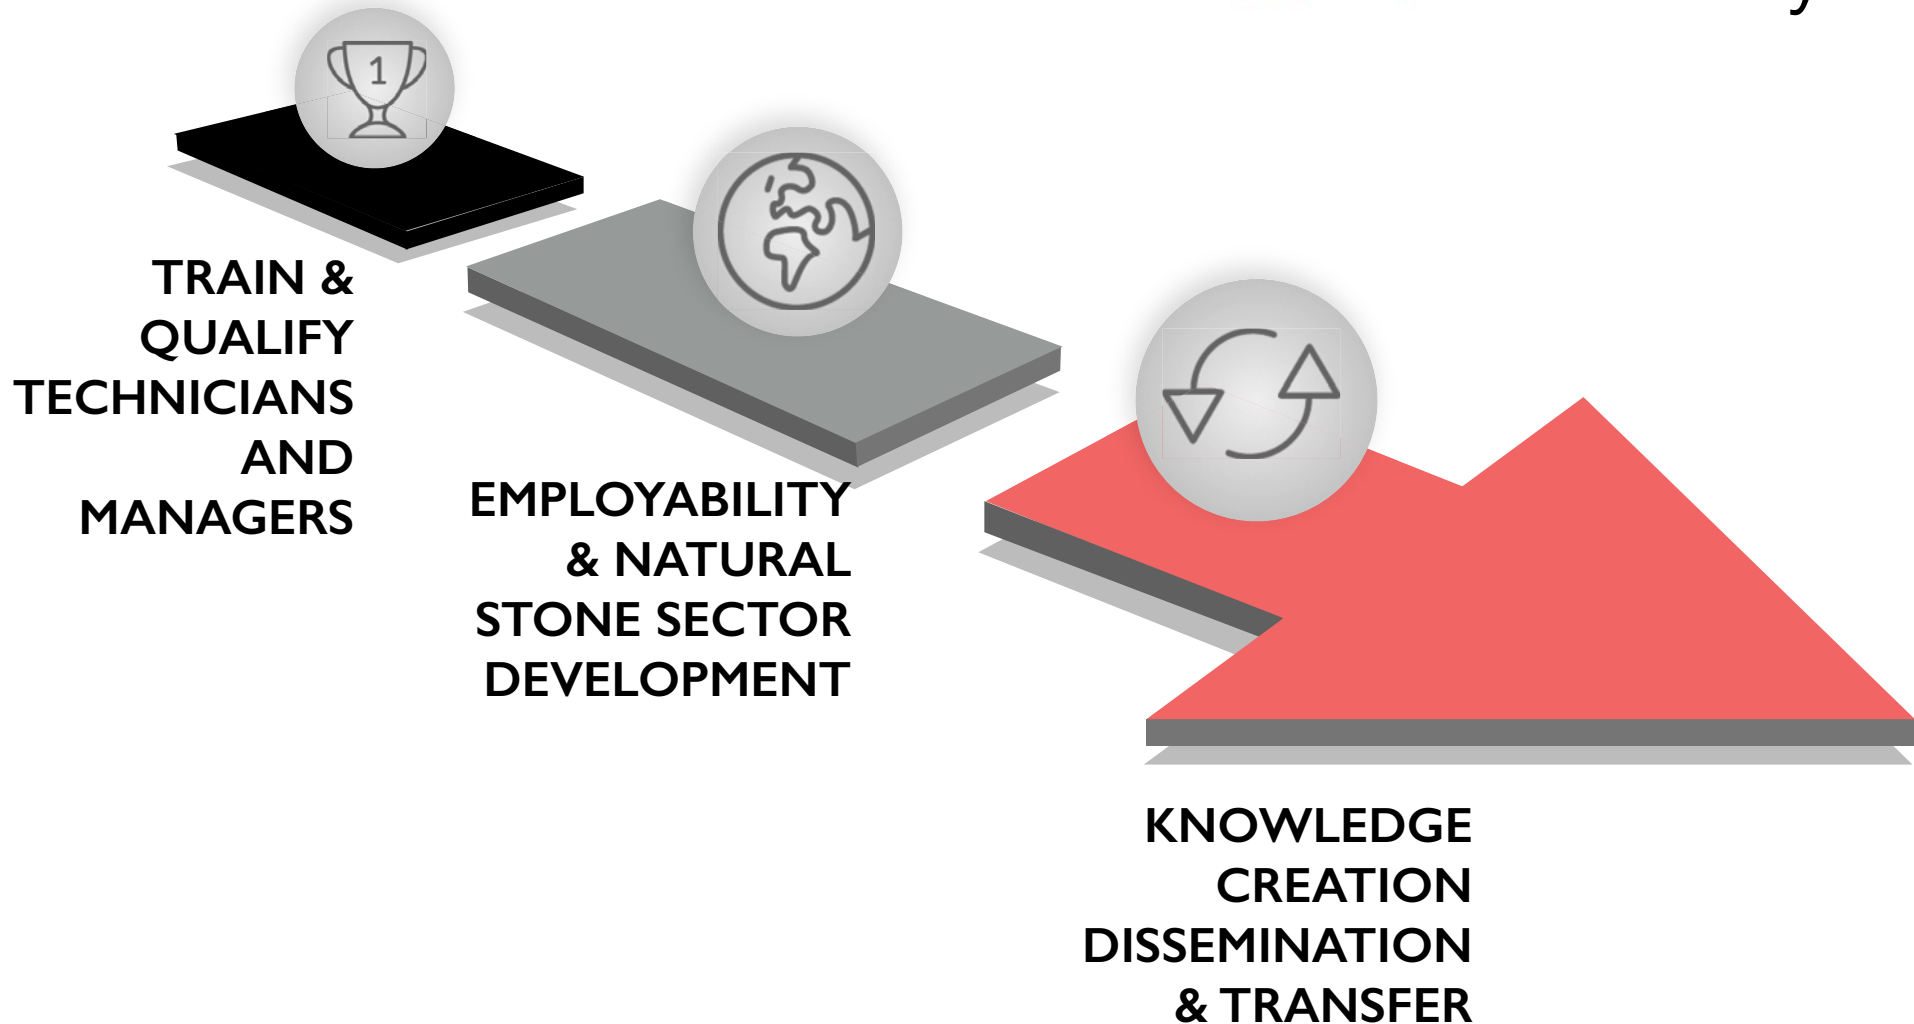 1
TRAIN &
QUALIFY
TECHNICIANS
AND
MANAGERS
EMPLOYABILITY
& NATURAL
STONE SECTOR
DEVELOPMENT
KNOWLEDGE
CREATION
DISSEMINATION
& TRANSFER